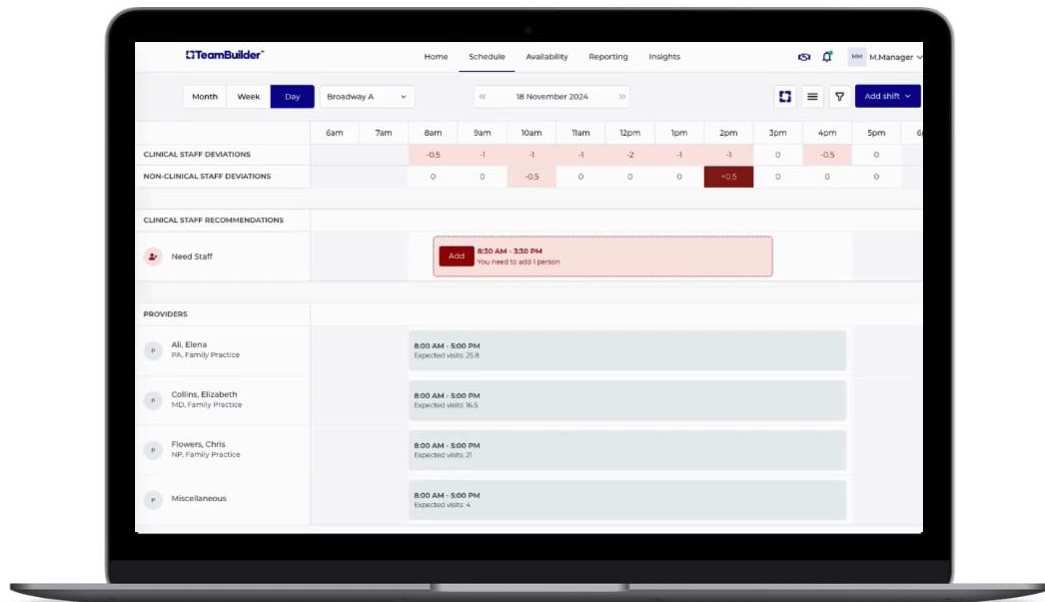 TeamBuilder™
Home Schedule Availability Reporting Insights
MM M.Manager
Month Week Day
Broadway A
« 18 November 2024 »
Add shift
6am 7am 8am 9am 10am 11am 12pm 1pm 2pm 3pm 4pm 5pm
CLINICAL STAFF DEVIATIONS -0.5 -1 -1 -1 -2 -1 -1 0 -0.5 0
NON-CLINICAL STAFF DEVIATIONS 0 0 -0.5 0 0 0 +0.5 0 0 0
CLINICAL STAFF RECOMMENDATIONS
Need Staff
Add
8:30 AM - 3:30 PM
You need to add 1 person
PROVIDERS
P
Ali, Elena
PA, Family Practice
8:00 AM - 5:00 PM
Expected visits: 25.8
P
Collins, Elizabeth
MD, Family Practice
8:00 AM - 5:00 PM
Expected visits: 16.5
P
Flowers, Chris
NP, Family Practice
8:00 AM - 5:00 PM
Expected visits: 21
P
Miscellaneous
8:00 AM - 5:00 PM
Expected visits: 4